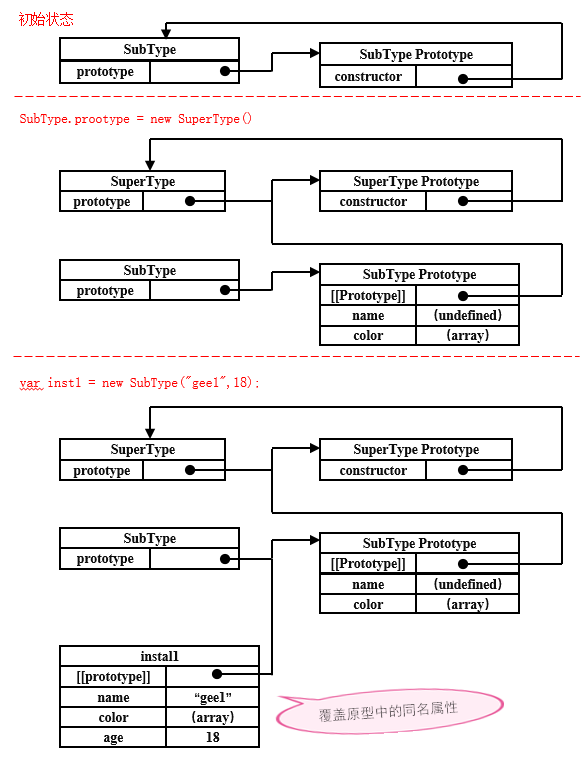 初始状态
SubType
prototype
SubType Prototype
constructor
SubType.prootype = new SuperType()
SuperType
prototype
SuperType Prototype
constructor
SubType
prototype
SubType Prototype
[[Prototype]]
name (undefined)
color (array)
var inst1 = new SubType("gee1",18);
SuperType
prototype
SuperType Prototype
constructor
SubType
prototype
SubType Prototype
[[Prototype]]
name (undefined)
color (array)
instal1
[[prototype]]
name “gee1”
color (array)
age 18
覆盖原型中的同名属性